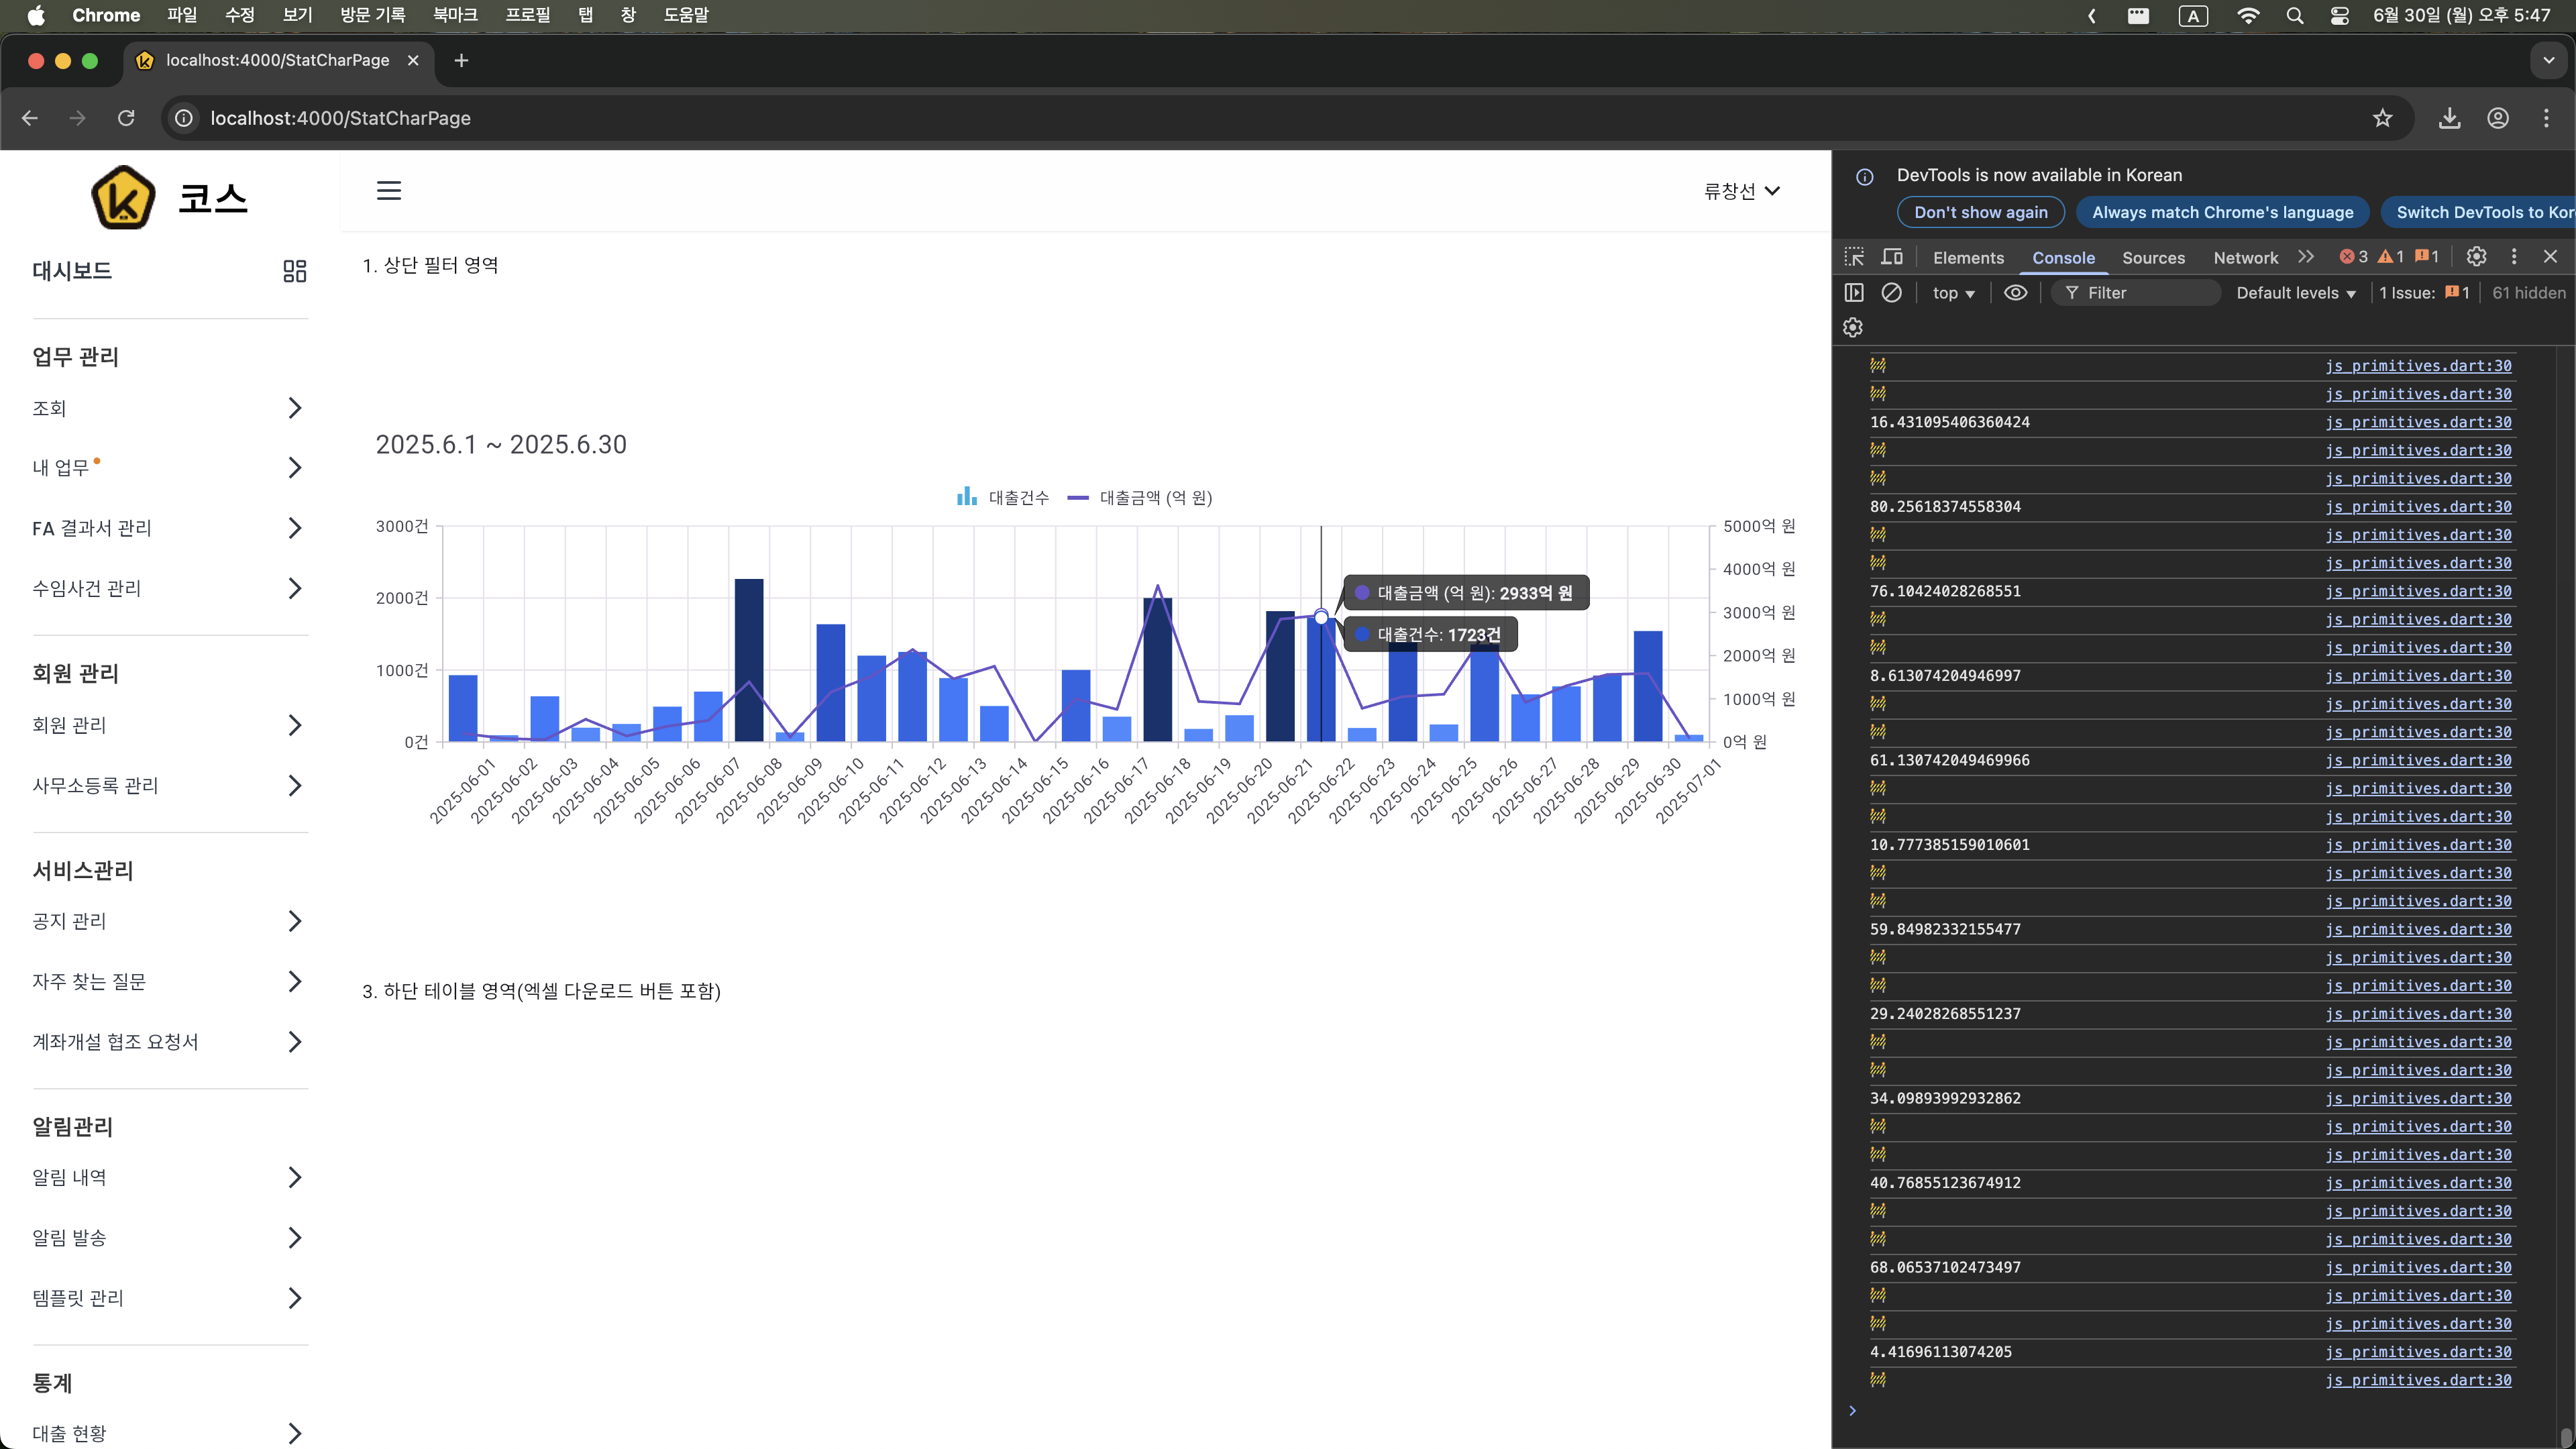 Chrome 파일 수정 보기 방문 기록 북마크 프로필 탭 창 도움말 A 6월 30일 (월) 오후 5:47
localhost:4000/StatCharPage
localhost:4000/StatCharPage
코스
대시보드
업무 관리
조회
내 업무
FA 결과서 관리
수임사건 관리
회원 관리
회원 관리
사무소등록 관리
서비스관리
공지 관리
자주 찾는 질문
계좌개설 협조 요청서
알림관리
알림 내역
알림 발송
템플릿 관리
통계
대출 현황
류창선
1. 상단 필터 영역
2025.6.1 ~ 2025.6.30
대출건수 대출금액 (억 원)
3000건
2000건
1000건
0건
5000억 원
4000억 원
3000억 원
2000억 원
1000억 원
0억 원
대출금액 (억 원): 2933억 원
대출건수: 1723건
2025-06-01
2025-06-02
2025-06-03
2025-06-04
2025-06-05
2025-06-06
2025-06-07
2025-06-08
2025-06-09
2025-06-10
2025-06-11
2025-06-12
2025-06-13
2025-06-14
2025-06-15
2025-06-16
2025-06-17
2025-06-18
2025-06-19
2025-06-20
2025-06-21
2025-06-22
2025-06-23
2025-06-24
2025-06-25
2025-06-26
2025-06-27
2025-06-28
2025-06-29
2025-06-30
2025-07-01
3. 하단 테이블 영역(엑셀 다운로드 버튼 포함)
DevTools is now available in Korean
Don't show again Always match Chrome's language Switch DevTools to Kor
Elements Console Sources Network 3 1 1
top Filter Default levels 1 Issue: 1 61 hidden
🚧 js_primitives.dart:30
🚧 js_primitives.dart:30
16.431095406360424 js_primitives.dart:30
🚧 js_primitives.dart:30
🚧 js_primitives.dart:30
80.25618374558304 js_primitives.dart:30
🚧 js_primitives.dart:30
🚧 js_primitives.dart:30
76.10424028268551 js_primitives.dart:30
🚧 js_primitives.dart:30
🚧 js_primitives.dart:30
8.613074204946997 js_primitives.dart:30
🚧 js_primitives.dart:30
🚧 js_primitives.dart:30
61.130742049469966 js_primitives.dart:30
🚧 js_primitives.dart:30
🚧 js_primitives.dart:30
10.777385159010601 js_primitives.dart:30
🚧 js_primitives.dart:30
🚧 js_primitives.dart:30
59.84982332155477 js_primitives.dart:30
🚧 js_primitives.dart:30
🚧 js_primitives.dart:30
29.24028268551237 js_primitives.dart:30
🚧 js_primitives.dart:30
🚧 js_primitives.dart:30
34.09893992932862 js_primitives.dart:30
🚧 js_primitives.dart:30
🚧 js_primitives.dart:30
40.76855123674912 js_primitives.dart:30
🚧 js_primitives.dart:30
🚧 js_primitives.dart:30
68.06537102473497 js_primitives.dart:30
🚧 js_primitives.dart:30
🚧 js_primitives.dart:30
4.41696113074205 js_primitives.dart:30
🚧 js_primitives.dart:30